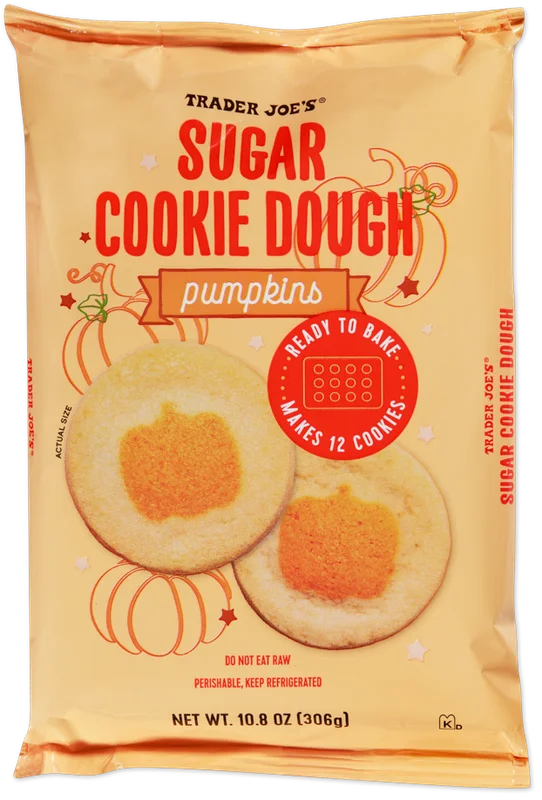 TRADER JOE'S®
SUGAR
COOKIE DOUGH
pumpkins
READY TO BAKE
MAKES 12 COOKIES
ACTUAL SIZE
TRADER JOE'S®
TRADER JOE'S®
SUGAR COOKIE DOUGH
DO NOT EAT RAW
PERISHABLE, KEEP REFRIGERATED
NET WT. 10.8 OZ (306g)
K D